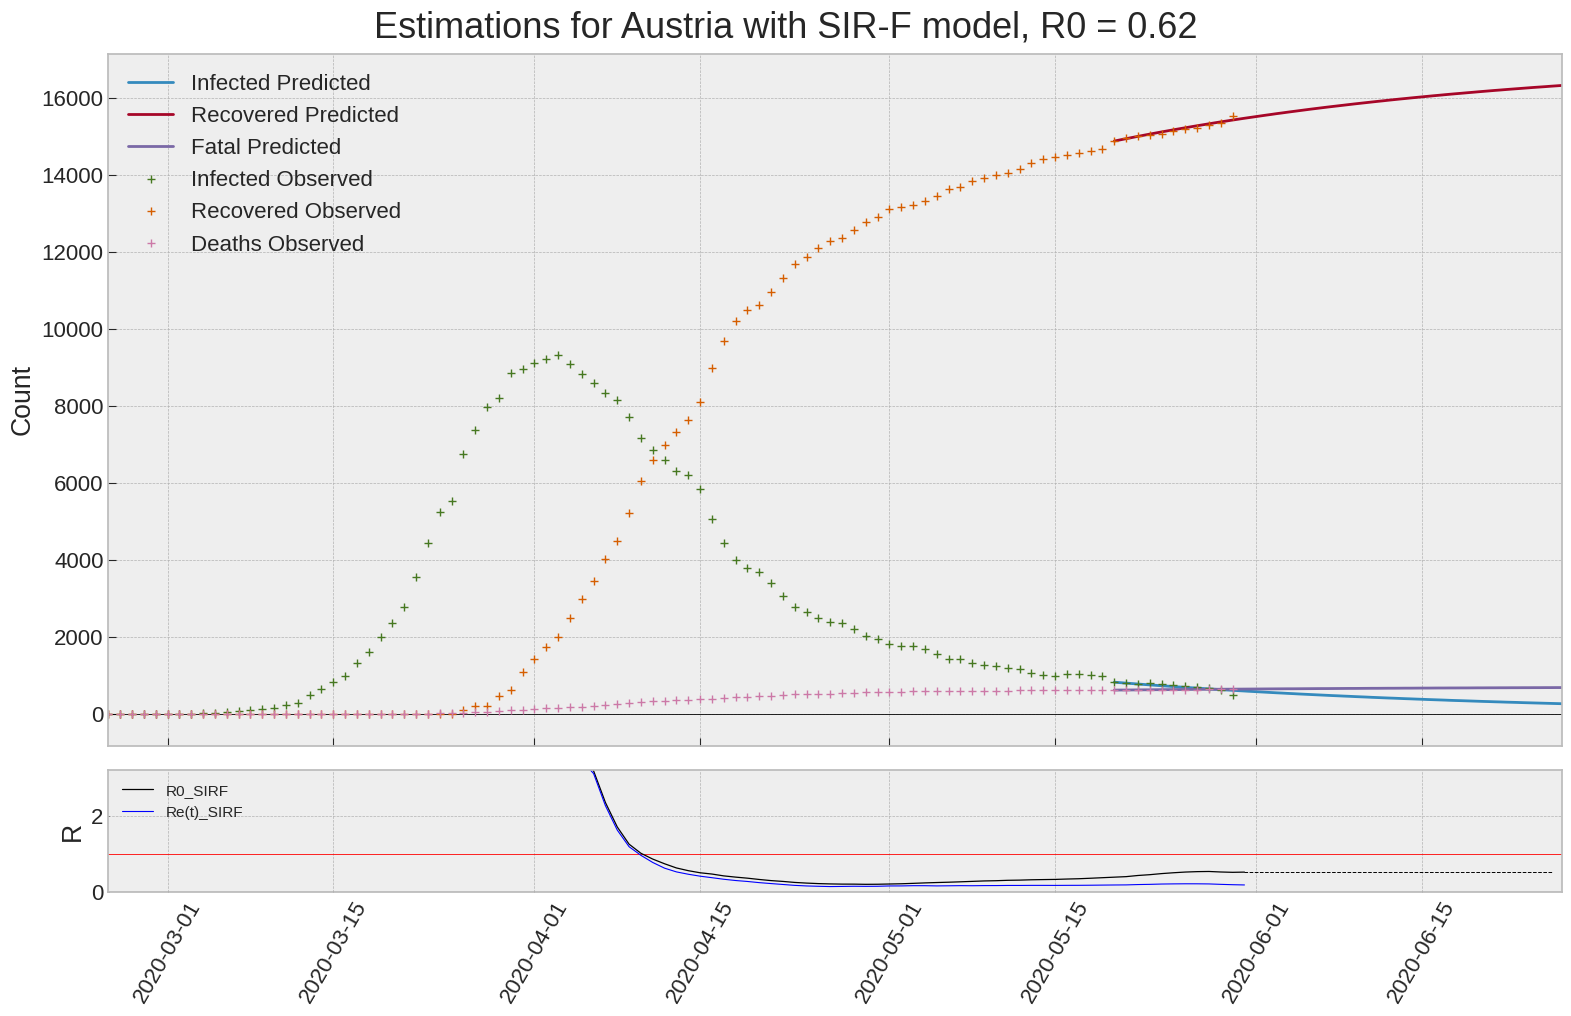 Estimations for Austria with SIR-F model, R0 = 0.62
Infected Predicted
Recovered Predicted
Fatal Predicted
Infected Observed
Recovered Observed
Deaths Observed
16000
14000
12000
10000
8000
6000
4000
2000
0
Count
R0_SIRF
Re(t)_SIRF
2
0
R
2020-03-01
2020-03-15
2020-04-01
2020-04-15
2020-05-01
2020-05-15
2020-06-01
2020-06-15